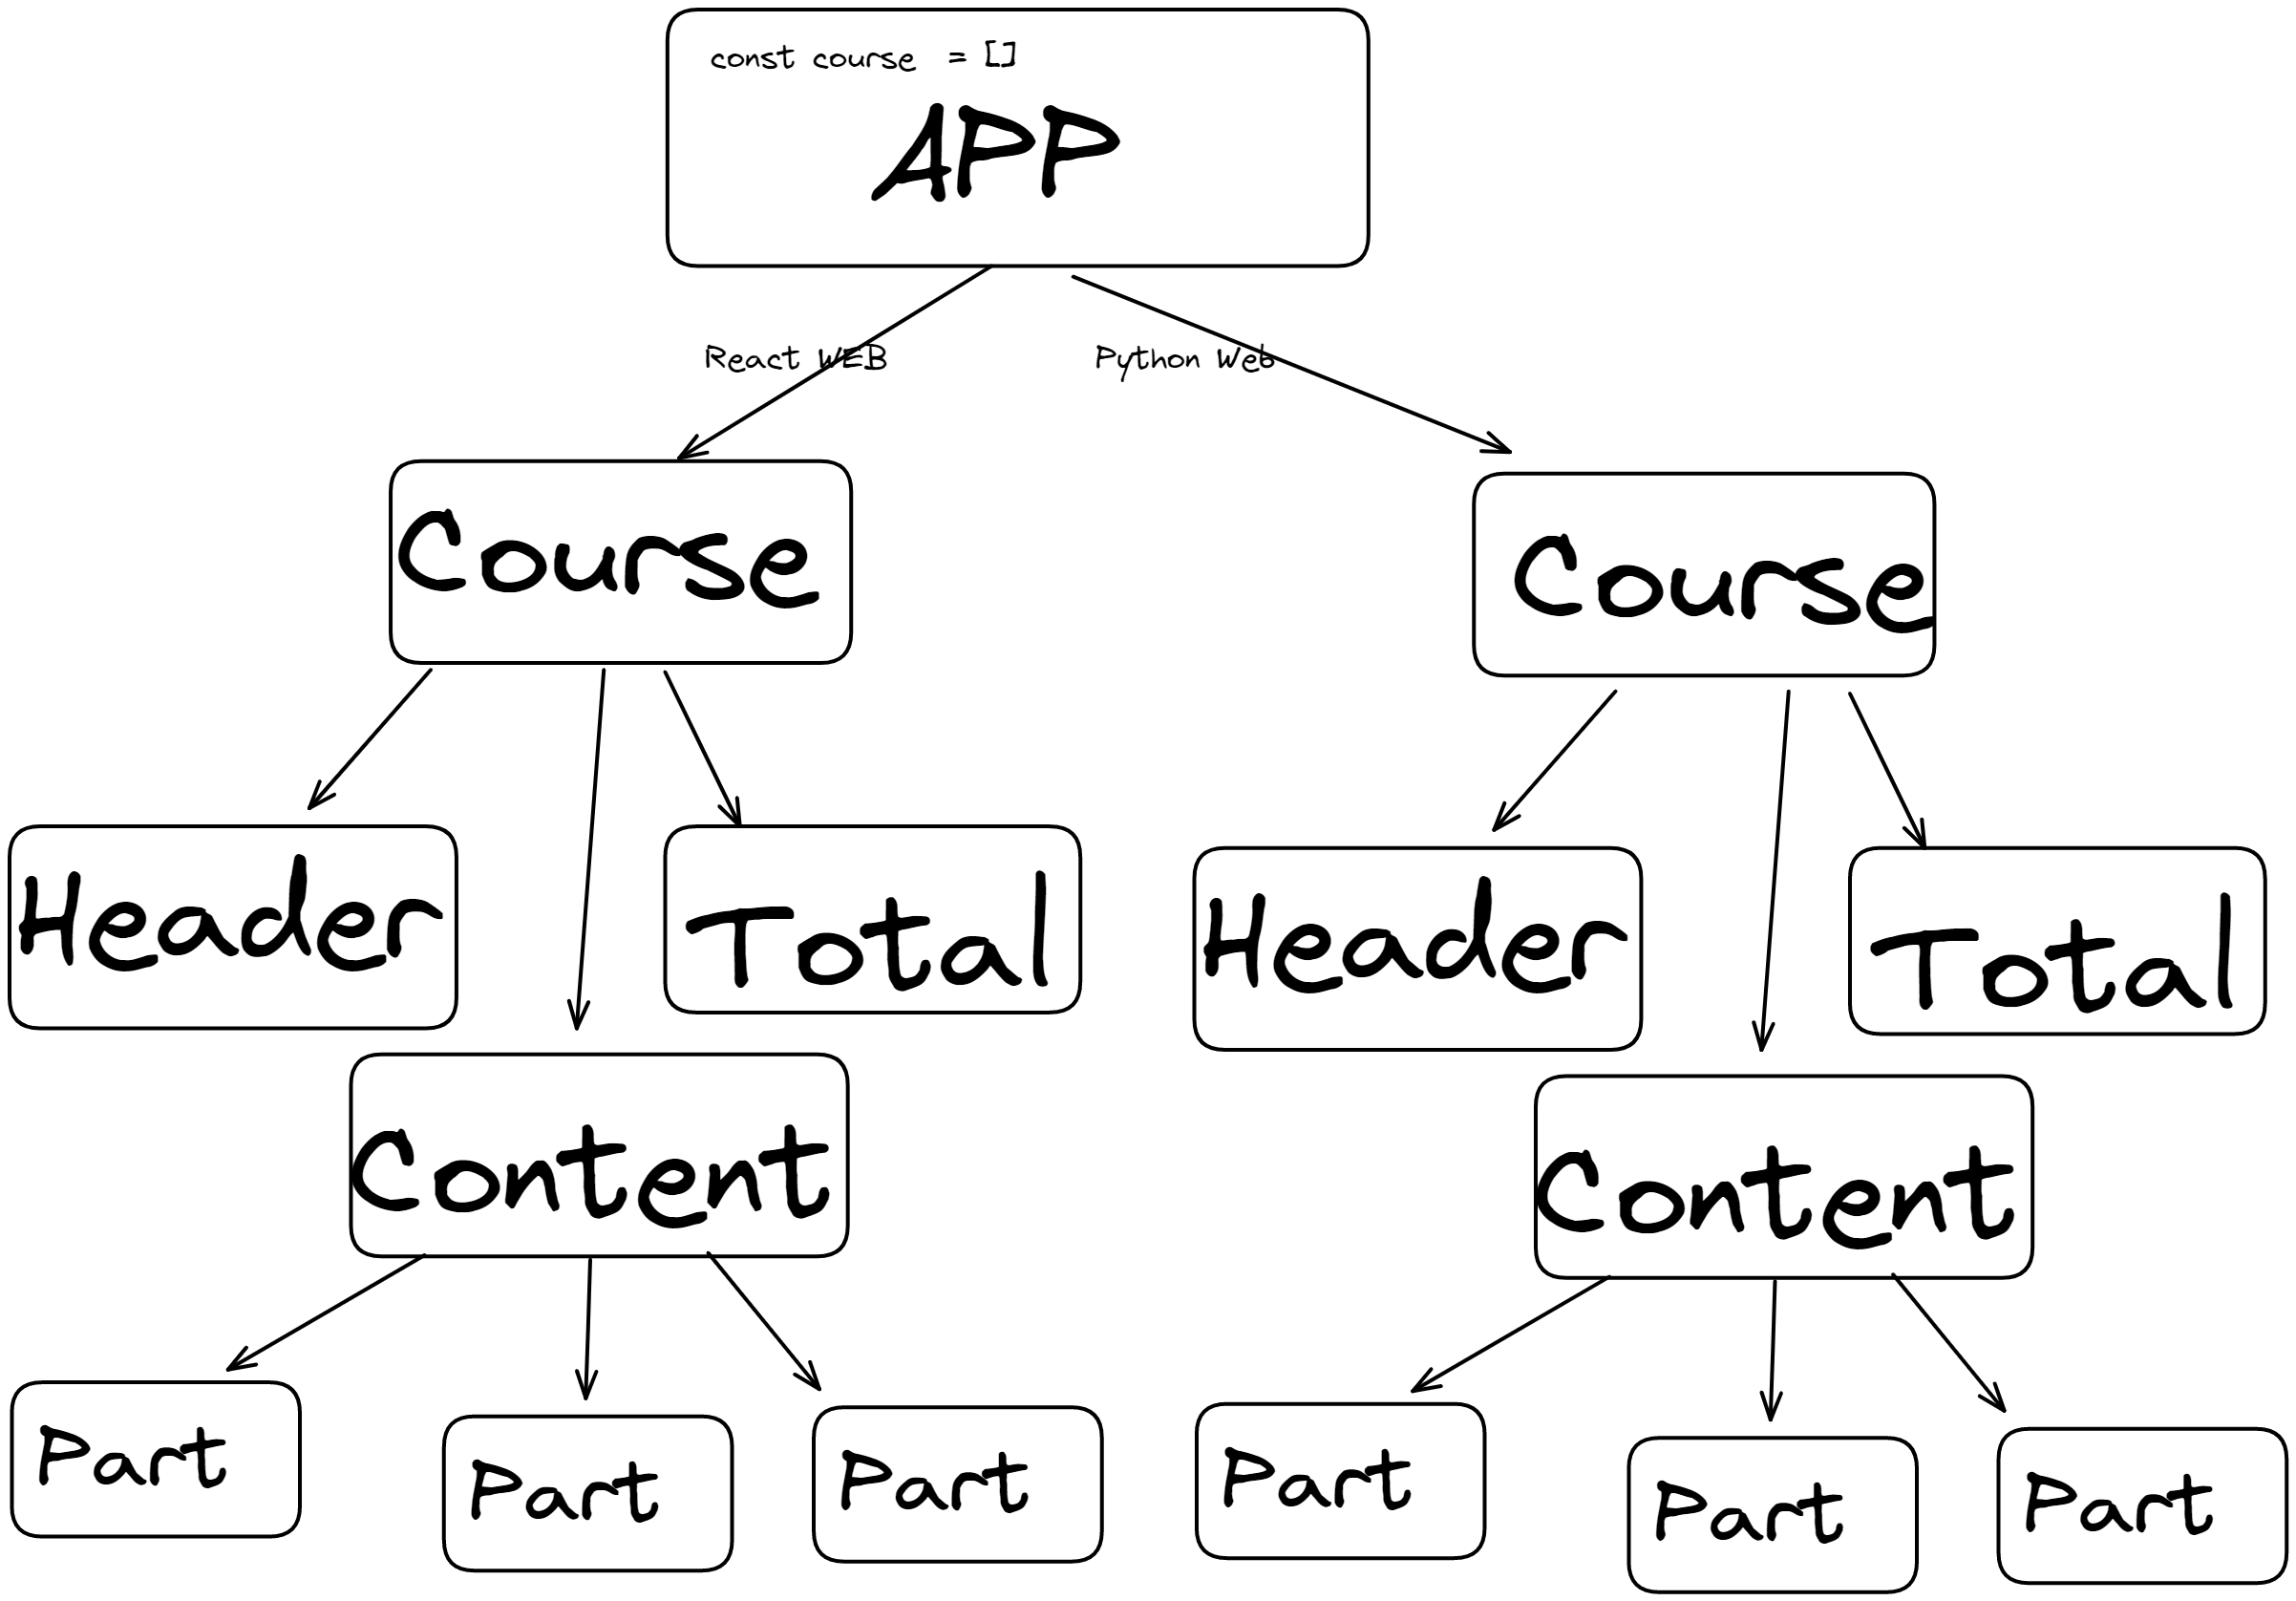 const course = []
APP
React WEB
Python Web
Course
Course
Header
Total
Header
Total
Content
Content
Part
Part
Part
Part
Part
Part